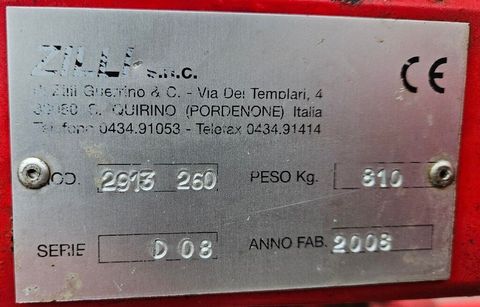 ZILLI s.n.c.
di Zilli Guerrino & C. - Via Dei Templari, 4
33080 S. QUIRINO (PORDENONE) Italia
Telefono 0434.91053 - Telefax 0434.91414
CE
MOD. 2913 260 PESO Kg. 810
SERIE D 08 ANNO FAB. 2008